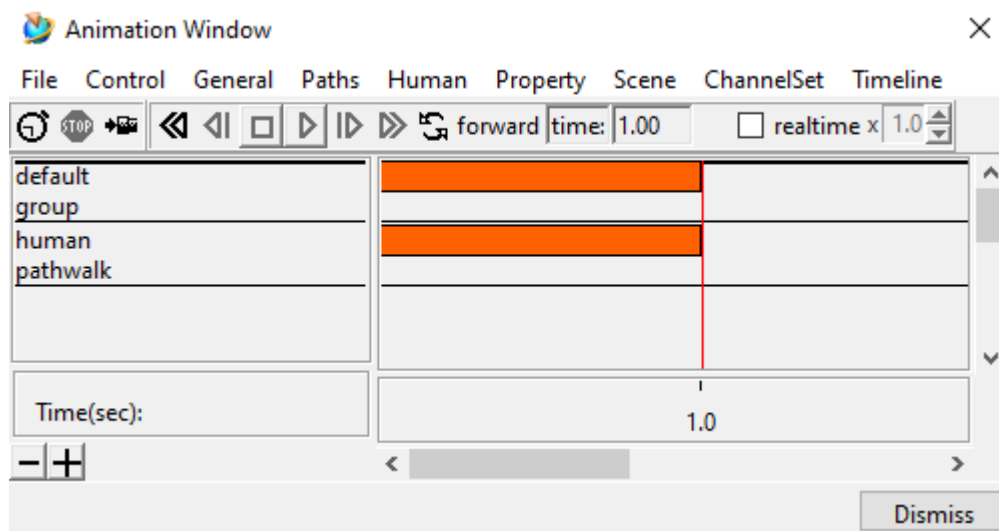 Animation Window
File Control General Paths Human Property Scene ChannelSet Timeline
STOP forward time: 1.00 realtime x 1.0
default
group
human
pathwalk
Time(sec):
1.0
Dismiss